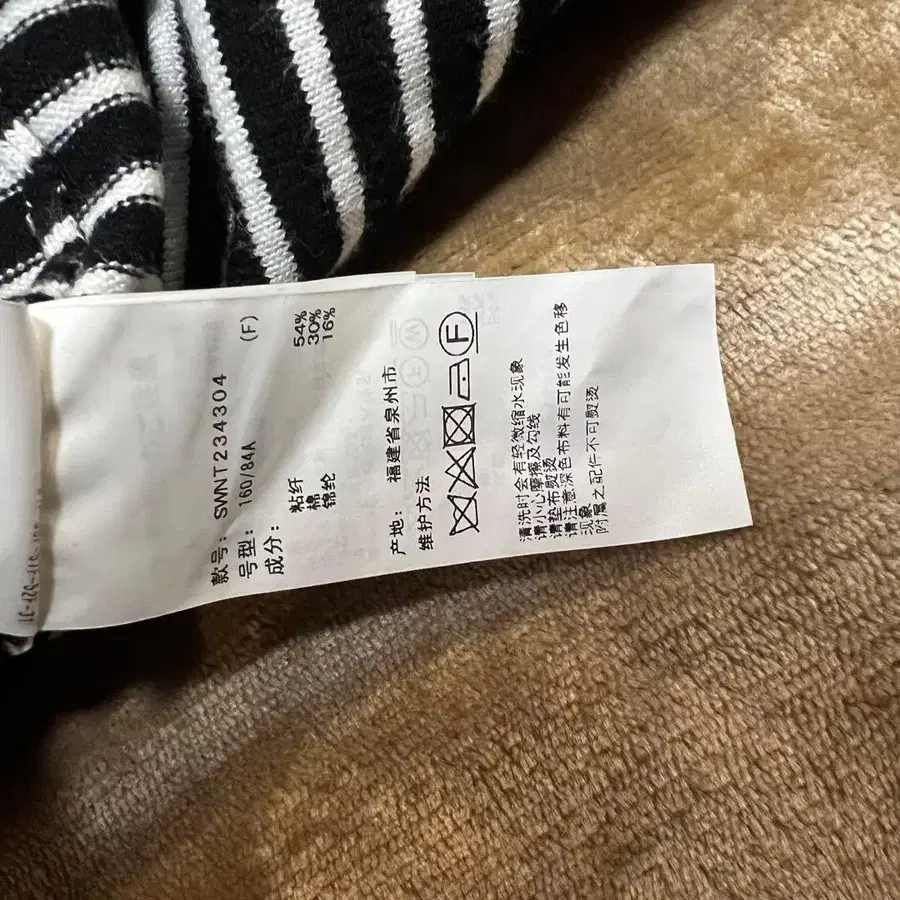 款号: SWNT234304
号型: 160/84A (F)
成分:
粘纤 54%
棉 30%
锦纶 16%
产地: 福建省泉州市
维护方法
F
清洗时会有轻微缩水现象
请小心摩擦及勾线
请垫布熨烫
请注意深色布料有可能发生色移
现象
附属之配件不可熨烫